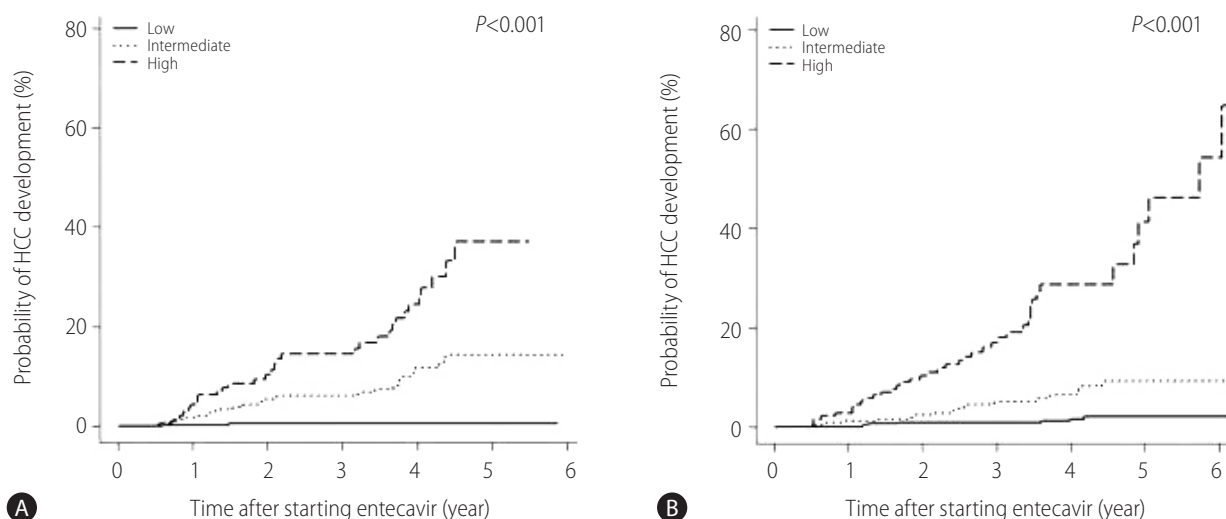 80
60
40
20
0
Probability of HCC development (%)
Low
Intermediate
High
P<0.001
0 1 2 3 4 5 6
Time after starting entecavir (year)
A
80
60
40
20
0
Probability of HCC development (%)
Low
Intermediate
High
P<0.001
0 1 2 3 4 5 6
Time after starting entecavir (year)
B